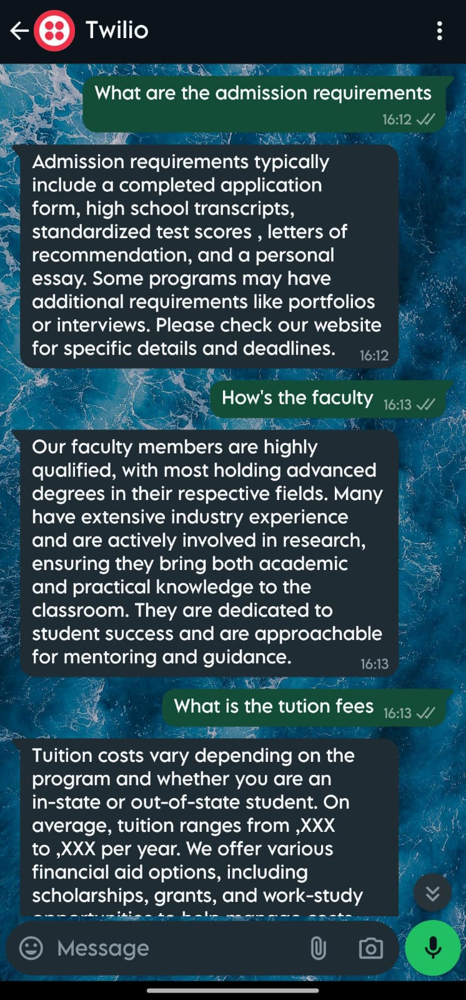 Twilio
What are the admission requirements
16:12
Admission requirements typically
include a completed application
form, high school transcripts,
standardized test scores , letters of
recommendation, and a personal
essay. Some programs may have
additional requirements like portfolios
or interviews. Please check our website
for specific details and deadlines.
16:12
How's the faculty
16:13
Our faculty members are highly
qualified, with most holding advanced
degrees in their respective fields. Many
have extensive industry experience
and are actively involved in research,
ensuring they bring both academic
and practical knowledge to the
classroom. They are dedicated to
student success and are approachable
for mentoring and guidance.
16:13
What is the tution fees
16:13
Tuition costs vary depending on the
program and whether you are an
in-state or out-of-state student. On
average, tuition ranges from ,XXX
to ,XXX per year. We offer various
financial aid options, including
scholarships, grants, and work-study
opportunities to help manage costs.
Message